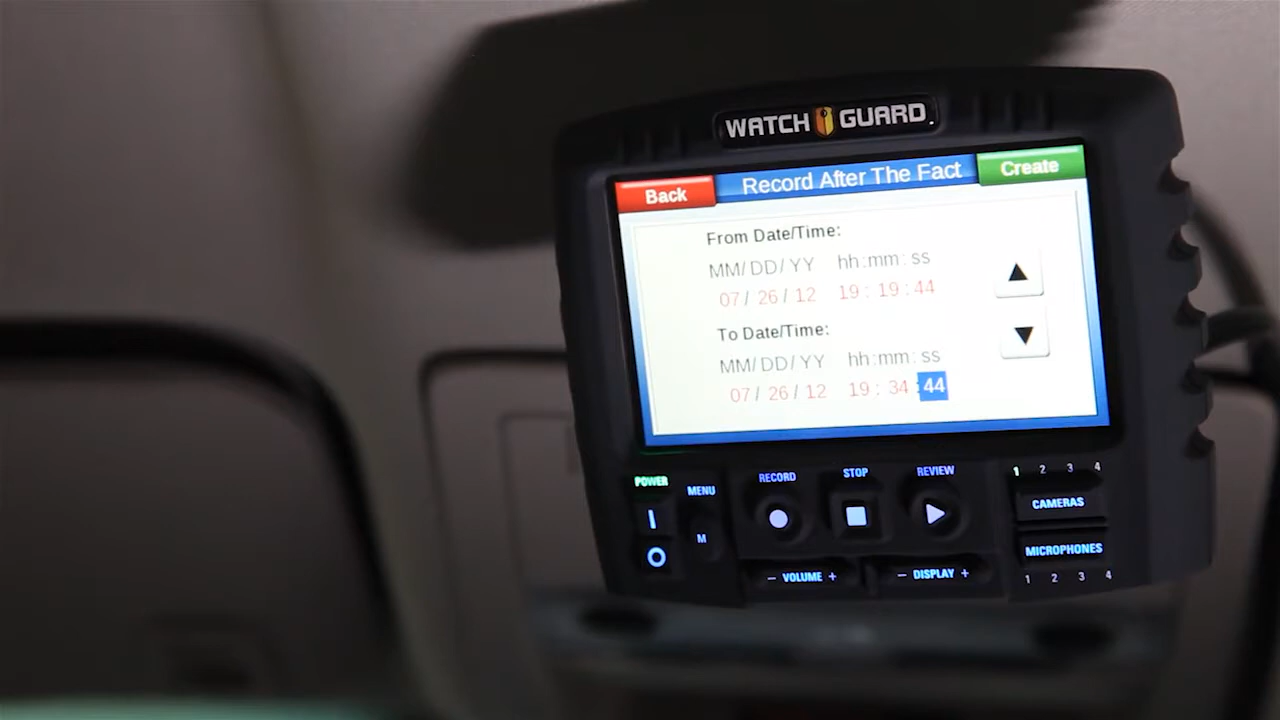 WATCH GUARD
Back Record After The Fact Create
From Date/Time:
MM/DD/YY hh:mm:ss
07/26/12 19:19:44
▲
To Date/Time:
▼
MM/DD/YY hh:mm:ss
07/26/12 19:34:44
POWER MENU RECORD STOP REVIEW 1 2 3 4
CAMERAS
M
MICROPHONES
− VOLUME + − DISPLAY + 1 2 3 4